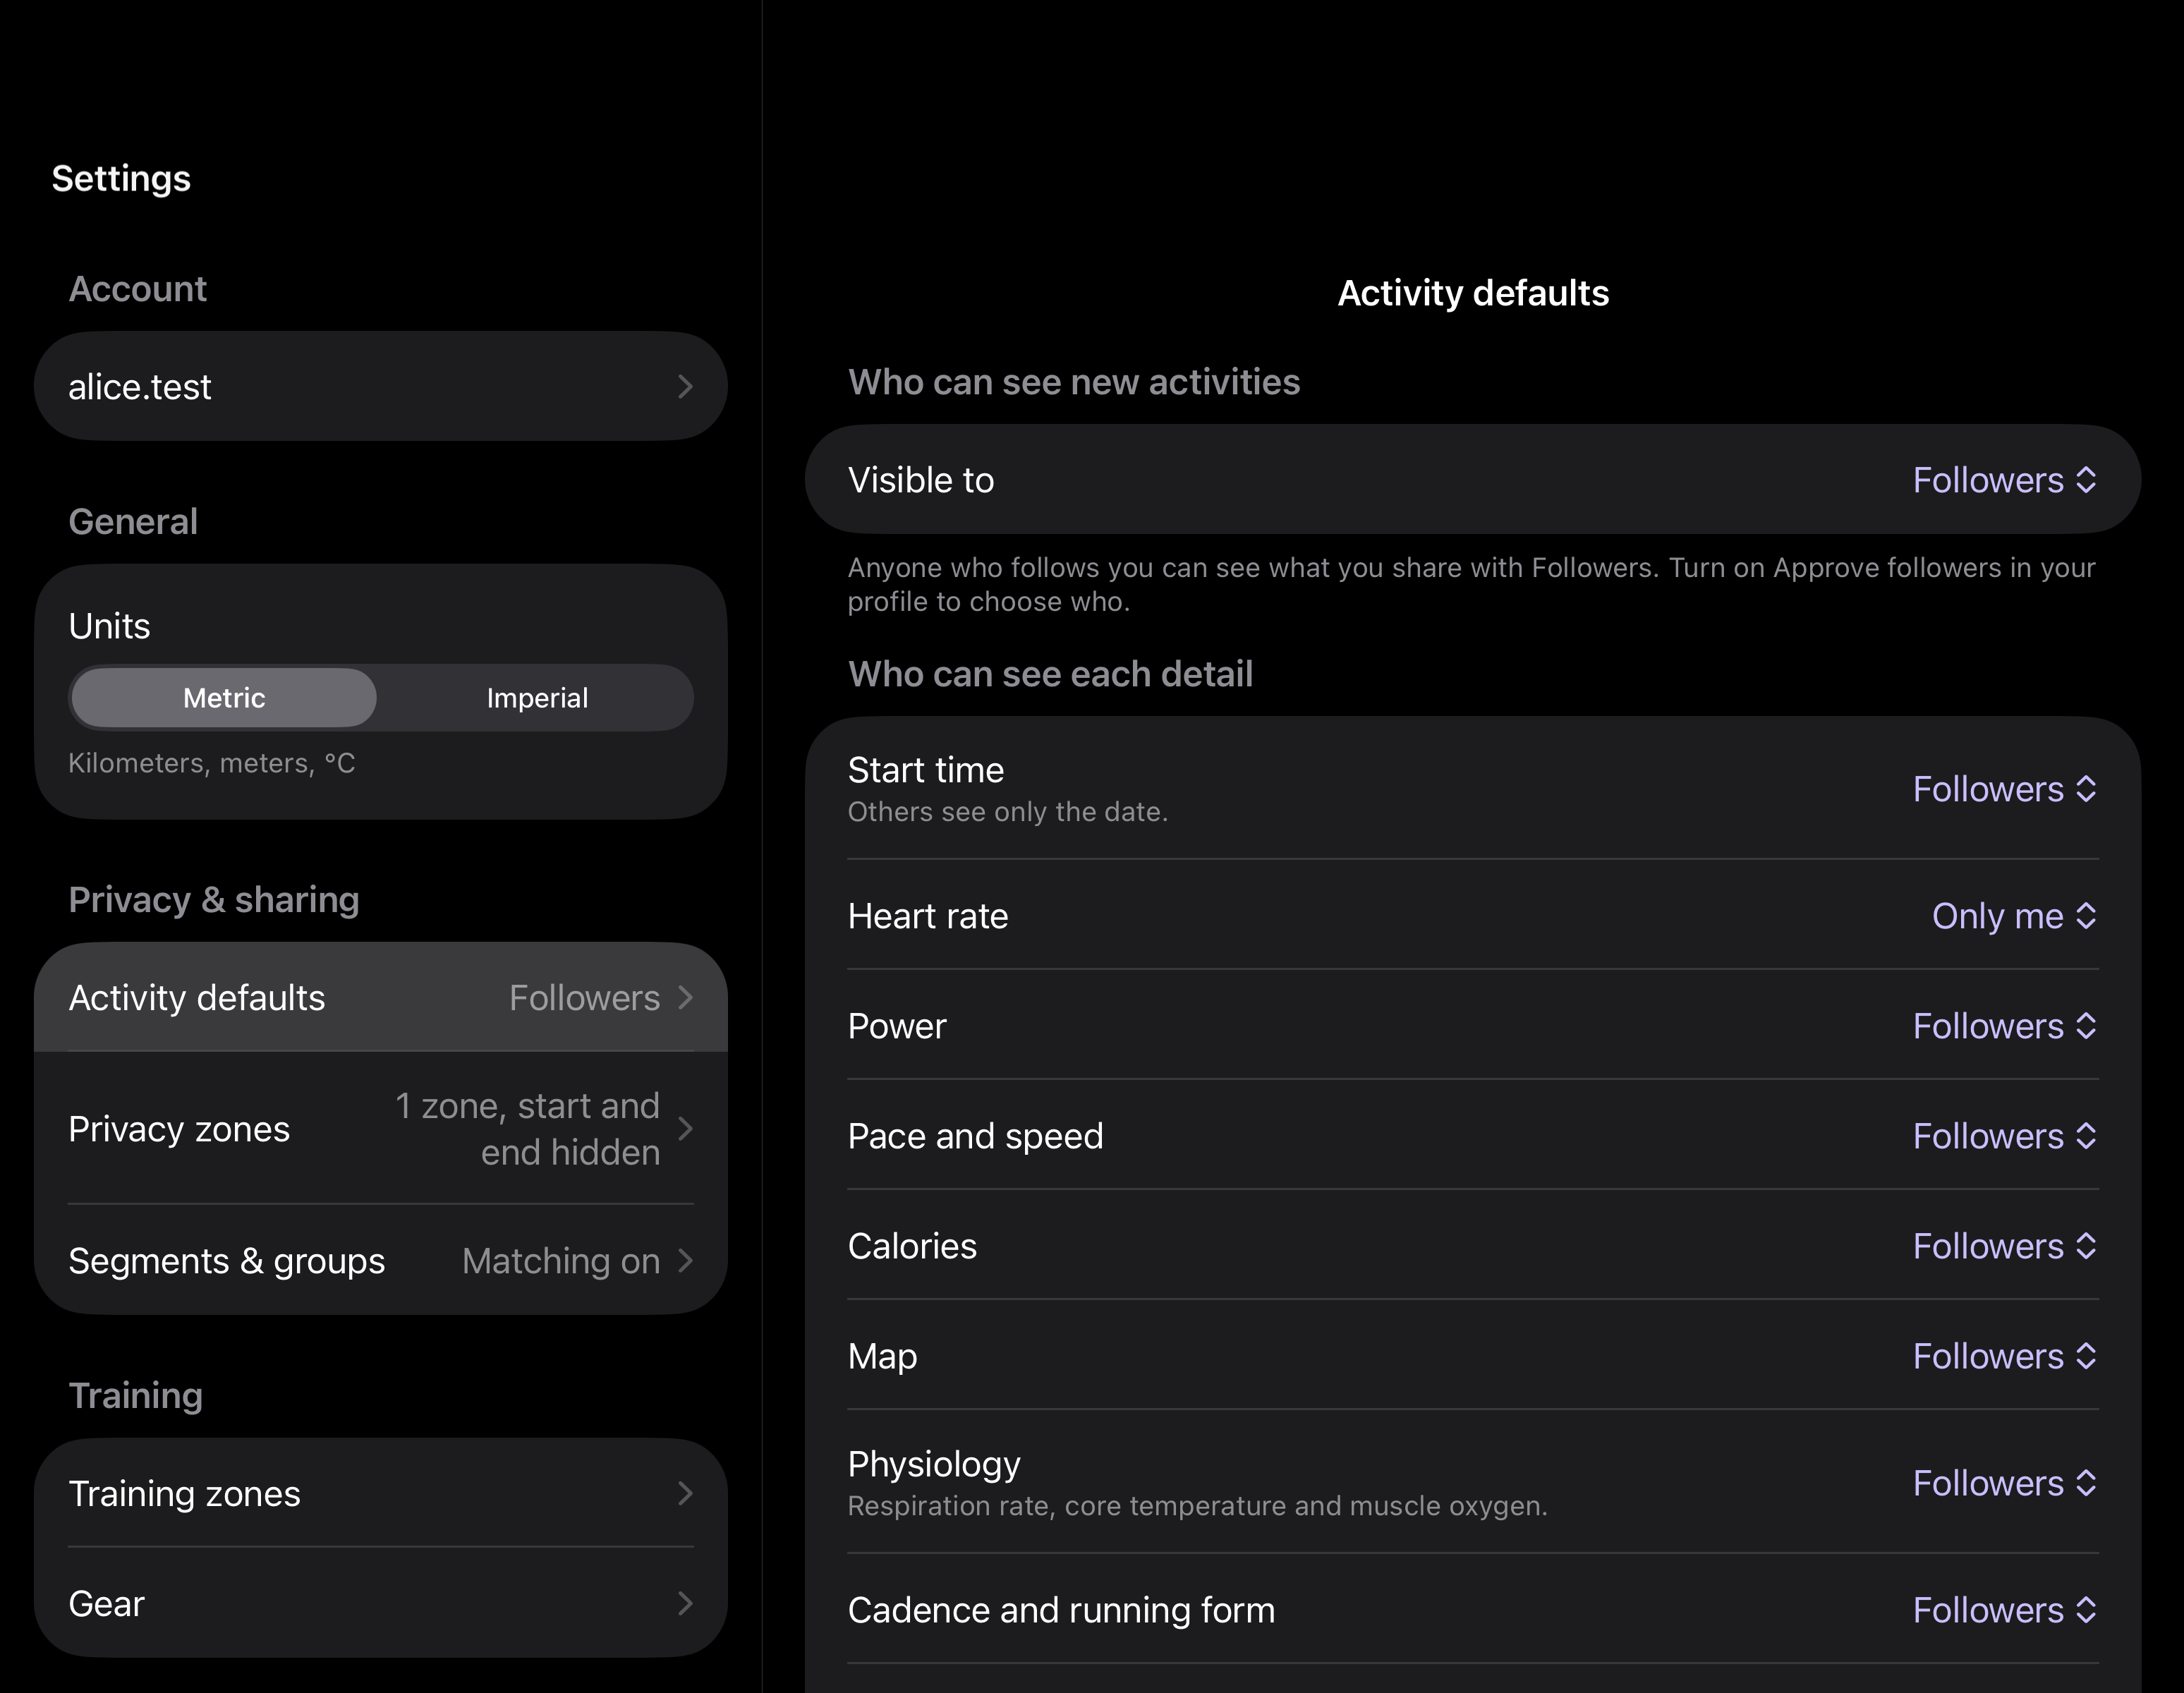 Settings
Account
alice.test
General
Units
Metric
Imperial
Kilometers, meters, °C
Privacy & sharing
Activity defaults
Followers
Privacy zones
1 zone, start and
end hidden
Segments & groups
Matching on
Training
Training zones
Gear
Activity defaults
Who can see new activities
Visible to
Followers
Anyone who follows you can see what you share with Followers. Turn on Approve followers in your
profile to choose who.
Who can see each detail
Start time
Others see only the date.
Followers
Heart rate
Only me
Power
Followers
Pace and speed
Followers
Calories
Followers
Map
Followers
Physiology
Respiration rate, core temperature and muscle oxygen.
Followers
Cadence and running form
Followers